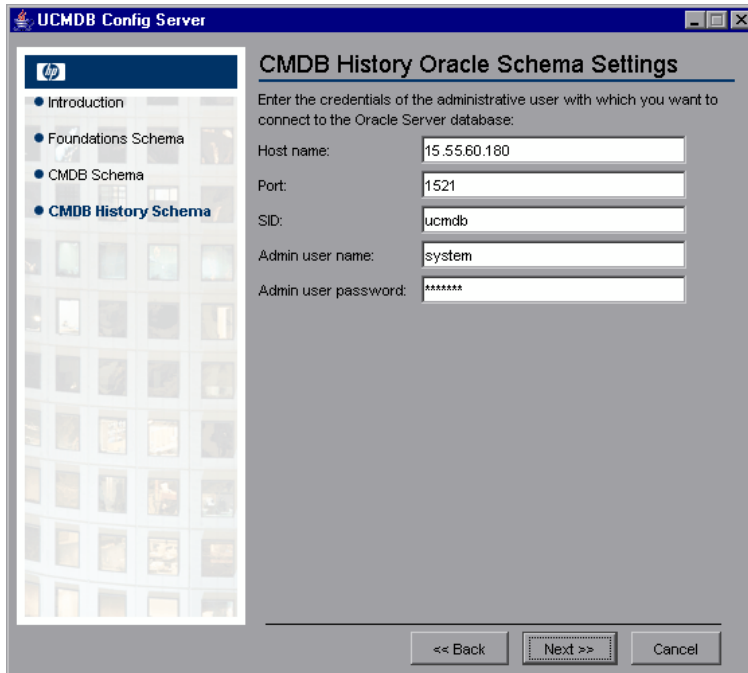 UCMDB Config Server
hp
CMDB History Oracle Schema Settings
Introduction
Foundations Schema
CMDB Schema
CMDB History Schema
Enter the credentials of the administrative user with which you want to
connect to the Oracle Server database:
Host name: 15.55.60.180
Port: 1521
SID: ucmdb
Admin user name: system
Admin user password: *******
<< Back Next >> Cancel